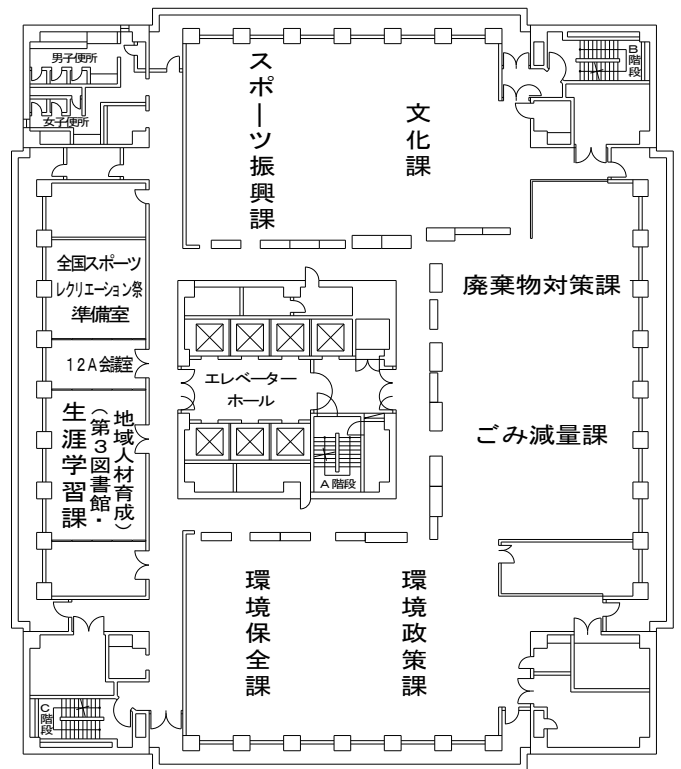 男子便所
女子便所
B階段
スポーツ振興課
文化課
全国スポーツ
レクリエーション祭
準備室
廃棄物対策課
エレベーター
ホール
12A会議室
ごみ減量課
地域人材育成)
(第3図書館・
生涯学習課
A階段
環境保全課
環境政策課
C階段